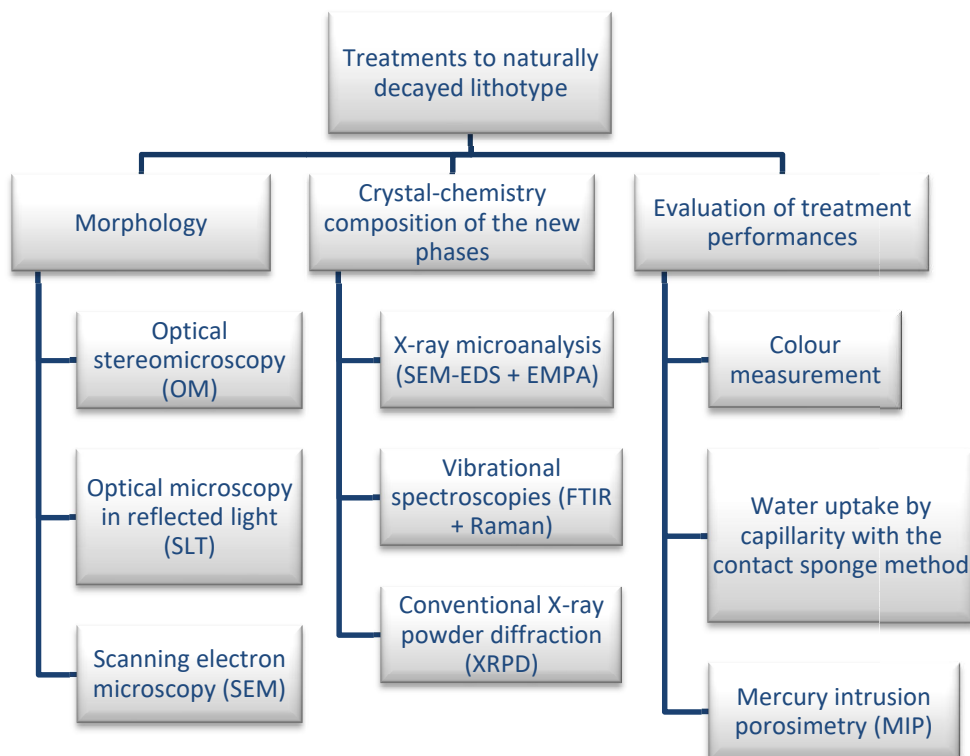 Treatments to naturally
decayed lithotype
Morphology
Optical
stereomicroscopy
(OM)
Optical microscopy
in reflected light
(SLT)
Scanning electron
microscopy (SEM)
Crystal-chemistry
composition of the new
phases
X-ray microanalysis
(SEM-EDS + EMPA)
Vibrational
spectroscopies (FTIR
+ Raman)
Conventional X-ray
powder diffraction
(XRPD)
Evaluation of treatment
performances
Colour
measurement
Water uptake by
capillarity with the
contact sponge method
Mercury intrusion
porosimetry (MIP)